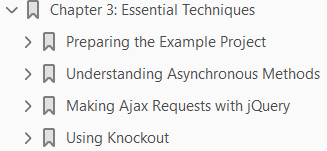 Chapter 3: Essential Techniques
Preparing the Example Project
Understanding Asynchronous Methods
Making Ajax Requests with jQuery
Using Knockout